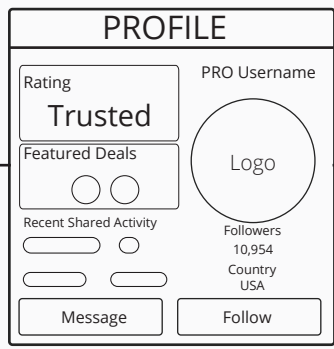 PROFILE
Rating
Trusted
Featured Deals
Recent Shared Activity
PRO Username
Logo
Followers
10,954
Country
USA
Message
Follow